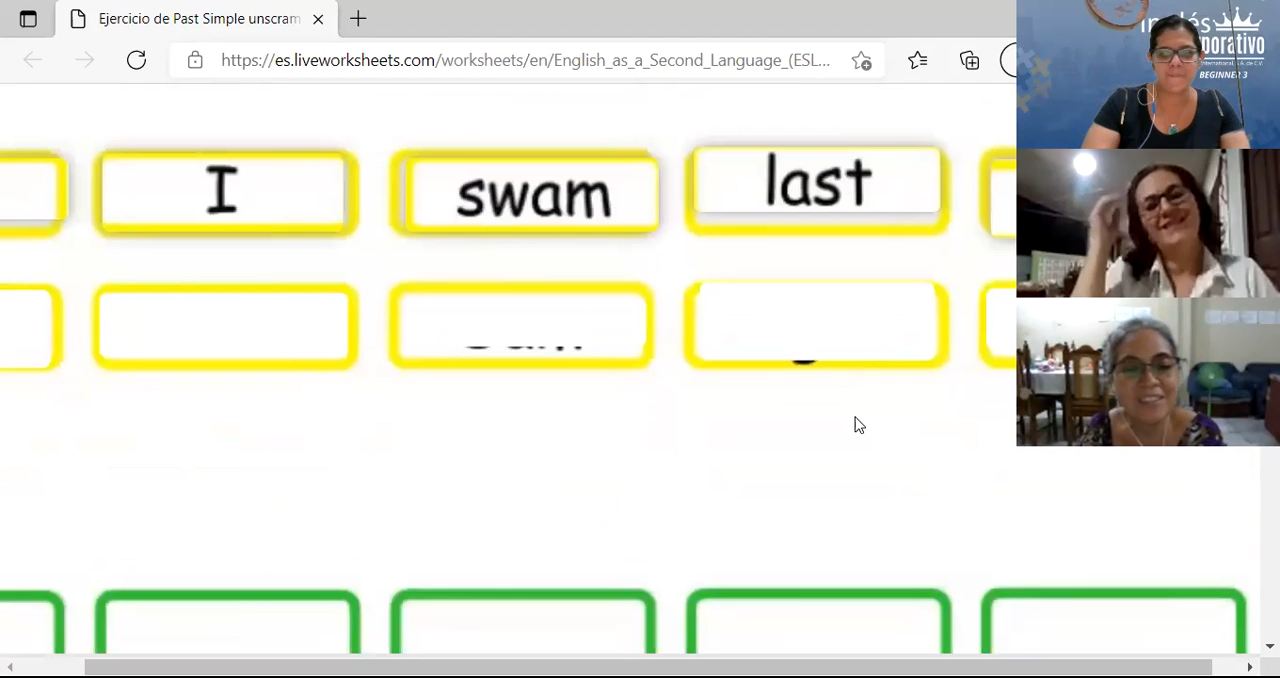 Ejercicio de Past Simple unscram
https://es.liveworksheets.com/worksheets/en/English_as_a_Second_Language_(ESL...
BEGINNER 3
I
swam
last